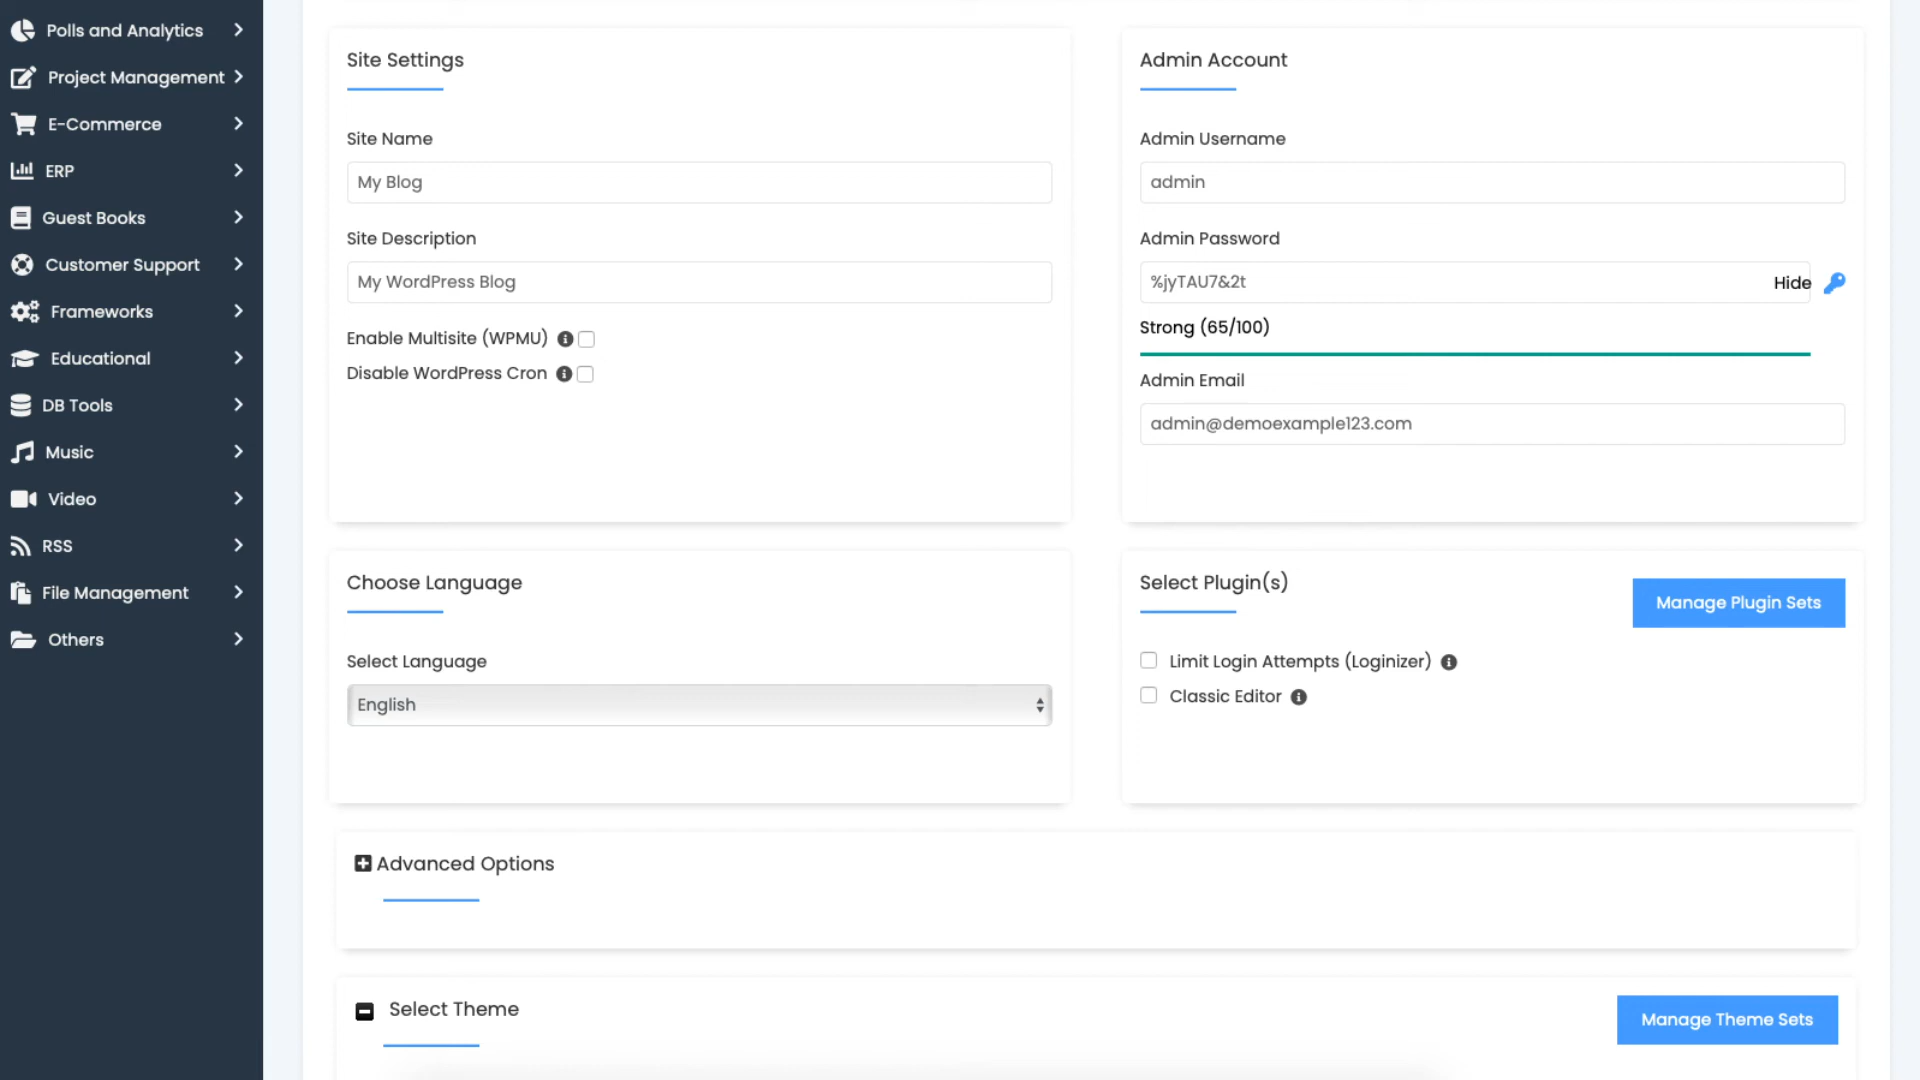 Polls and Analytics
Project Management
E-Commerce
ERP
Guest Books
Customer Support
Frameworks
Educational
DB Tools
Music
Video
RSS
File Management
Others
Site Settings
Site Name
My Blog
Site Description
My WordPress Blog
Enable Multisite (WPMU)
Disable WordPress Cron
Admin Account
Admin Username
admin
Admin Password
%jyTAU7&2t
Hide
Strong (65/100)
Admin Email
admin@demoexample123.com
Choose Language
Select Language
English
Select Plugin(s)
Manage Plugin Sets
Limit Login Attempts (Loginizer)
Classic Editor
Advanced Options
Select Theme
Manage Theme Sets